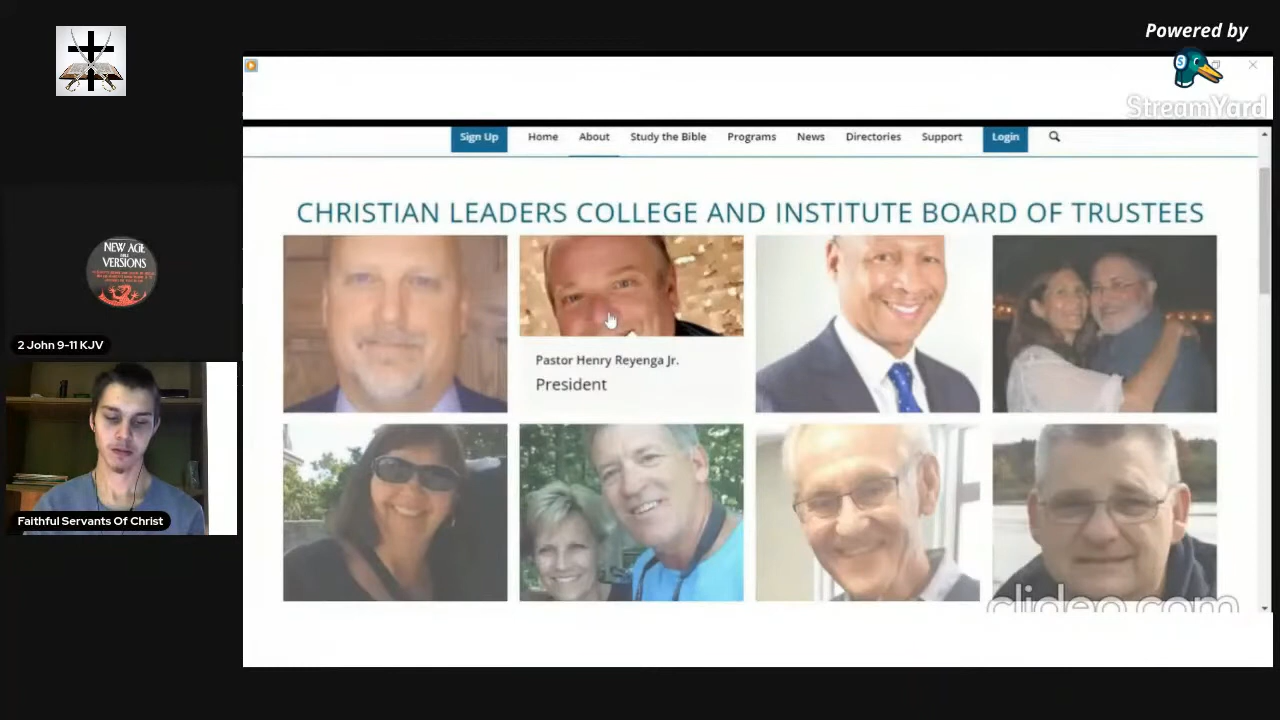 Powered by
StreamYard
Sign Up Home About Study the Bible Programs News Directories Support Login
CHRISTIAN LEADERS COLLEGE AND INSTITUTE BOARD OF TRUSTEES
Pastor Henry Reyenga Jr.
President
NEW AGE
VERSIONS
2 John 9-11 KJV
Faithful Servants Of Christ
clideo.com